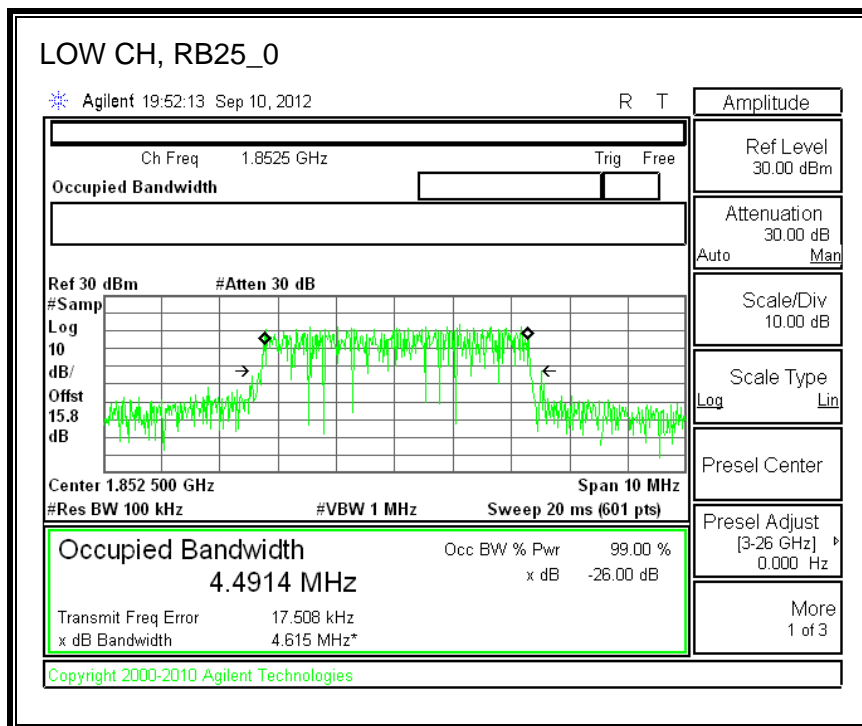 LOW CH, RB25_0
Agilent 19:52:13 Sep 10, 2012 R T
Ch Freq 1.8525 GHz Trig Free
Occupied Bandwidth
Ref 30 dBm #Atten 30 dB
#Samp
Log
10
dB/
Offst
15.8
dB
Center 1.852 500 GHz Span 10 MHz
#Res BW 100 kHz #VBW 1 MHz Sweep 20 ms (601 pts)
Occupied Bandwidth
4.4914 MHz
Occ BW % Pwr 99.00 %
x dB -26.00 dB
Transmit Freq Error 17.508 kHz
x dB Bandwidth 4.615 MHz*
Copyright 2000-2010 Agilent Technologies
Amplitude
Ref Level
30.00 dBm
Attenuation
30.00 dB
Auto Man
Scale/Div
10.00 dB
Scale Type
Log Lin
Presel Center
Presel Adjust
[3-26 GHz]
0.000 Hz
More
1 of 3